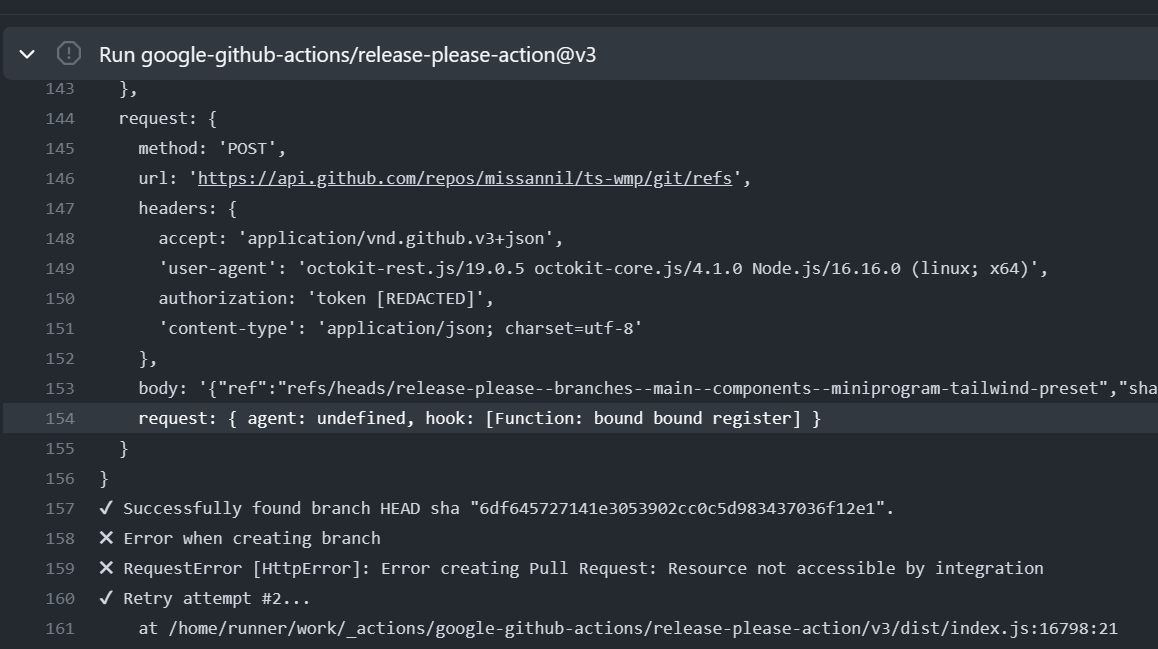 Run google-github-actions/release-please-action@v3
143 },
144 request: {
145 method: 'POST',
146 url: 'https://api.github.com/repos/missannil/ts-wmp/git/refs',
147 headers: {
148 accept: 'application/vnd.github.v3+json',
149 'user-agent': 'octokit-rest.js/19.0.5 octokit-core.js/4.1.0 Node.js/16.16.0 (linux; x64)',
150 authorization: 'token [REDACTED]',
151 'content-type': 'application/json; charset=utf-8'
152 },
153 body: '{"ref":"refs/heads/release-please--branches--main--components--miniprogram-tailwind-preset","sha
154 request: { agent: undefined, hook: [Function: bound bound register] }
155 }
156 }
157 ✔ Successfully found branch HEAD sha "6df645727141e3053902cc0c5d983437036f12e1".
158 ✕ Error when creating branch
159 ✕ RequestError [HttpError]: Error creating Pull Request: Resource not accessible by integration
160 ✔ Retry attempt #2...
161 at /home/runner/work/_actions/google-github-actions/release-please-action/v3/dist/index.js:16798:21